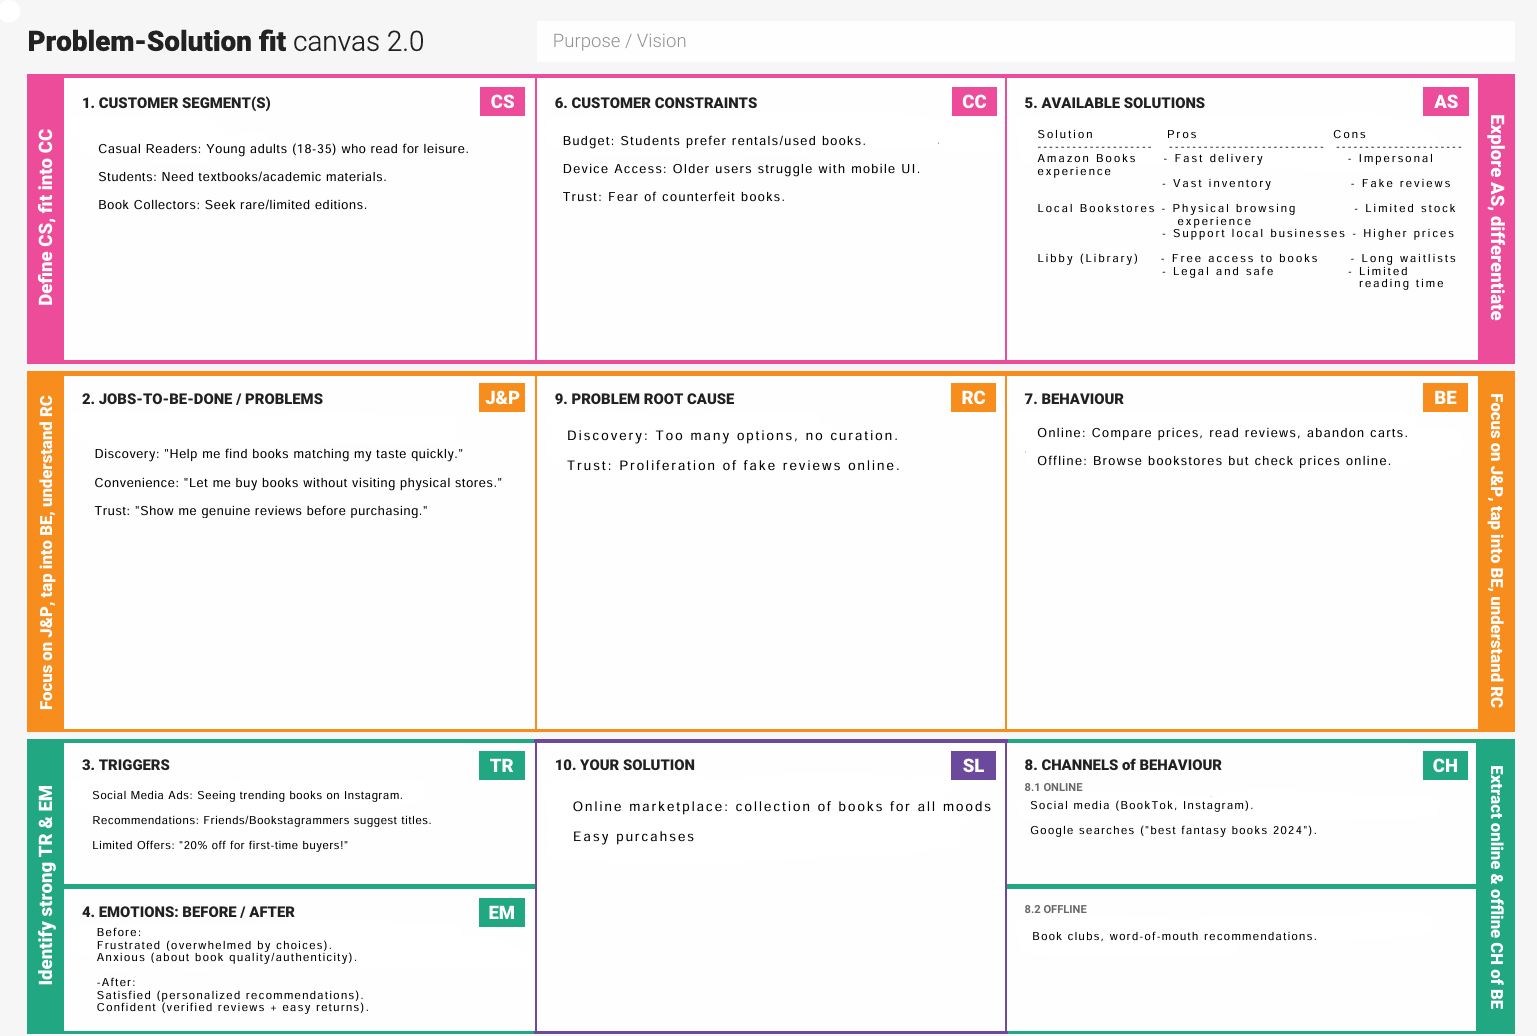 Problem-Solution fit canvas 2.0
Purpose / Vision
Define CS, fit into CC
1. CUSTOMER SEGMENT(S)
CS
Casual Readers: Young adults (18-35) who read for leisure.
Students: Need textbooks/academic materials.
Book Collectors: Seek rare/limited editions.
6. CUSTOMER CONSTRAINTS
CC
Budget: Students prefer rentals/used books.
Device Access: Older users struggle with mobile UI.
Trust: Fear of counterfeit books.
5. AVAILABLE SOLUTIONS
AS
Solution Pros Cons
------------------- -------------------------- ---------------------
Amazon Books - Fast delivery - Impersonal
experience
- Vast inventory - Fake reviews
Local Bookstores - Physical browsing - Limited stock
experience
- Support local businesses - Higher prices
Libby (Library) - Free access to books - Long waitlists
- Legal and safe - Limited
reading time
Explore AS, differentiate
Focus on J&P, tap into BE, understand RC
2. JOBS-TO-BE-DONE / PROBLEMS
J&P
Discovery: "Help me find books matching my taste quickly."
Convenience: "Let me buy books without visiting physical stores."
Trust: "Show me genuine reviews before purchasing."
9. PROBLEM ROOT CAUSE
RC
Discovery: Too many options, no curation.
Trust: Proliferation of fake reviews online.
7. BEHAVIOUR
BE
Online: Compare prices, read reviews, abandon carts.
Offline: Browse bookstores but check prices online.
Focus on J&P, tap into BE, understand RC
Identify strong TR & EM
3. TRIGGERS
TR
Social Media Ads: Seeing trending books on Instagram.
Recommendations: Friends/Bookstagrammers suggest titles.
Limited Offers: "20% off for first-time buyers!"
4. EMOTIONS: BEFORE / AFTER
EM
Before:
Frustrated (overwhelmed by choices).
Anxious (about book quality/authenticity).
-After:
Satisfied (personalized recommendations).
Confident (verified reviews + easy returns).
10. YOUR SOLUTION
SL
Online marketplace: collection of books for all moods
Easy purcahses
8. CHANNELS of BEHAVIOUR
CH
8.1 ONLINE
Social media (BookTok, Instagram).
Google searches ("best fantasy books 2024").
8.2 OFFLINE
Book clubs, word-of-mouth recommendations.
Extract online & offline CH of BE